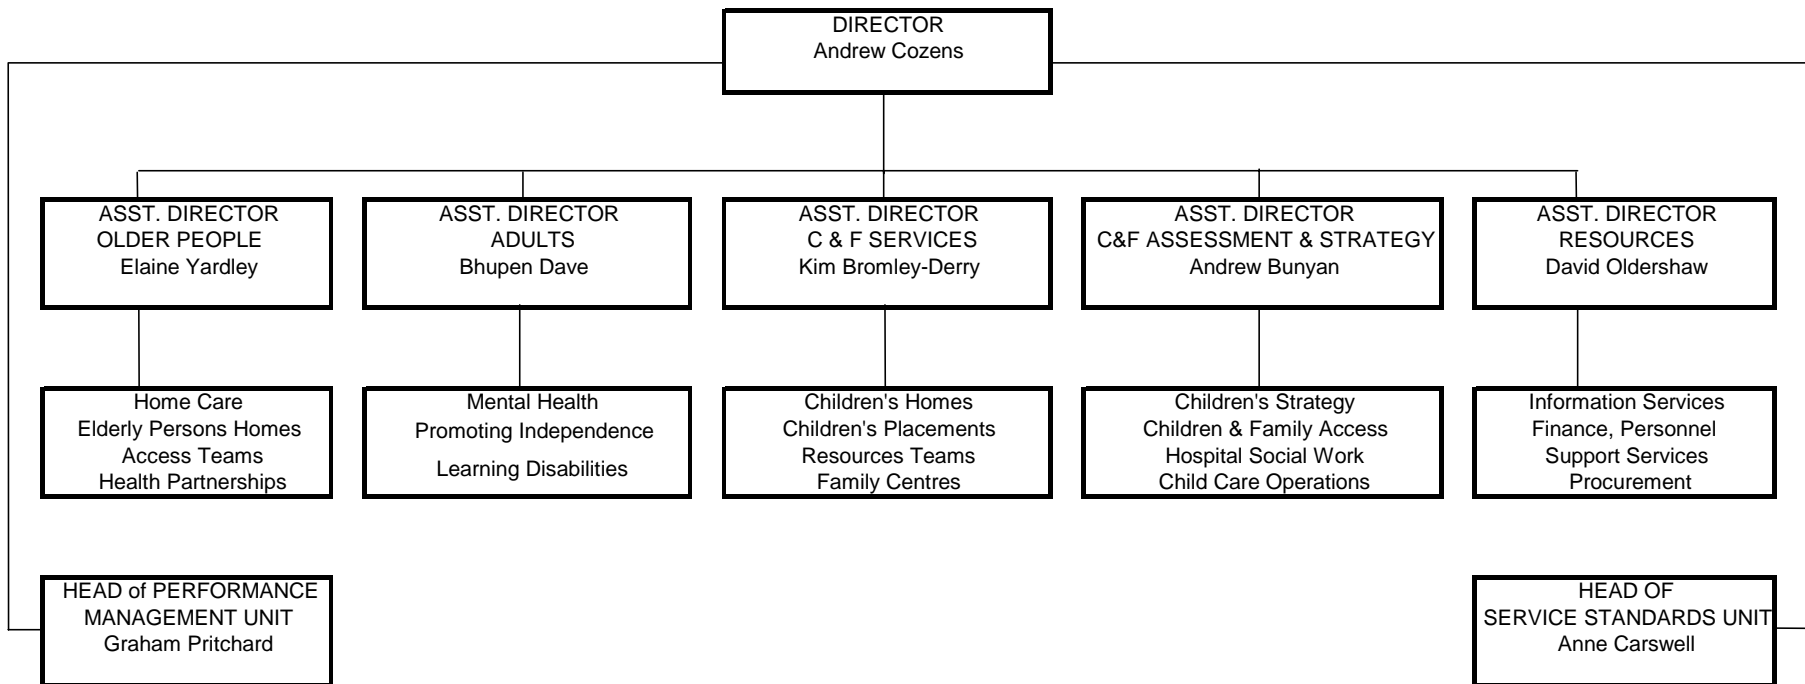 DIRECTOR
Andrew Cozens
ASST. DIRECTOR
OLDER PEOPLE
Elaine Yardley
ASST. DIRECTOR
ADULTS
Bhupen Dave
ASST. DIRECTOR
C & F SERVICES
Kim Bromley-Derry
ASST. DIRECTOR
C&F ASSESSMENT & STRATEGY
Andrew Bunyan
ASST. DIRECTOR
RESOURCES
David Oldershaw
Home Care
Elderly Persons Homes
Access Teams
Health Partnerships
Mental Health
Promoting Independence
Learning Disabilities
Children's Homes
Children's Placements
Resources Teams
Family Centres
Children's Strategy
Children & Family Access
Hospital Social Work
Child Care Operations
Information Services
Finance, Personnel
Support Services
Procurement
HEAD of PERFORMANCE
MANAGEMENT UNIT
Graham Pritchard
HEAD OF
SERVICE STANDARDS UNIT
Anne Carswell